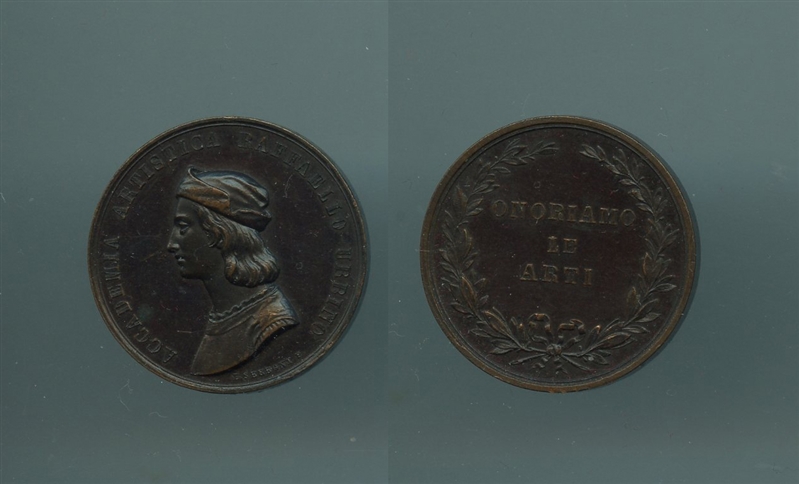 ACCADEMIA ARTISTICA RAFFAELLO URBINO
ONORIAMO
LE
ARTI